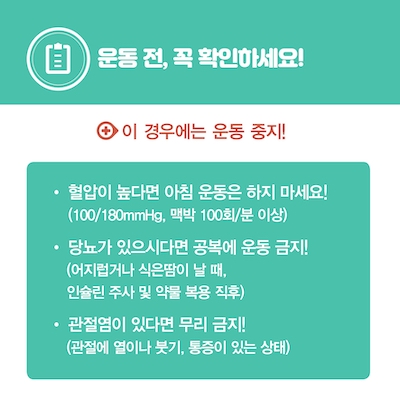 운동 전, 꼭 확인하세요!
이 경우에는 운동 중지!
• 혈압이 높다면 아침 운동은 하지 마세요!
(100/180mmHg, 맥박 100회/분 이상)
• 당뇨가 있으시다면 공복에 운동 금지!
(어지럽거나 식은땀이 날 때,
인슐린 주사 및 약물 복용 직후)
• 관절염이 있다면 무리 금지!
(관절에 열이나 붓기, 통증이 있는 상태)